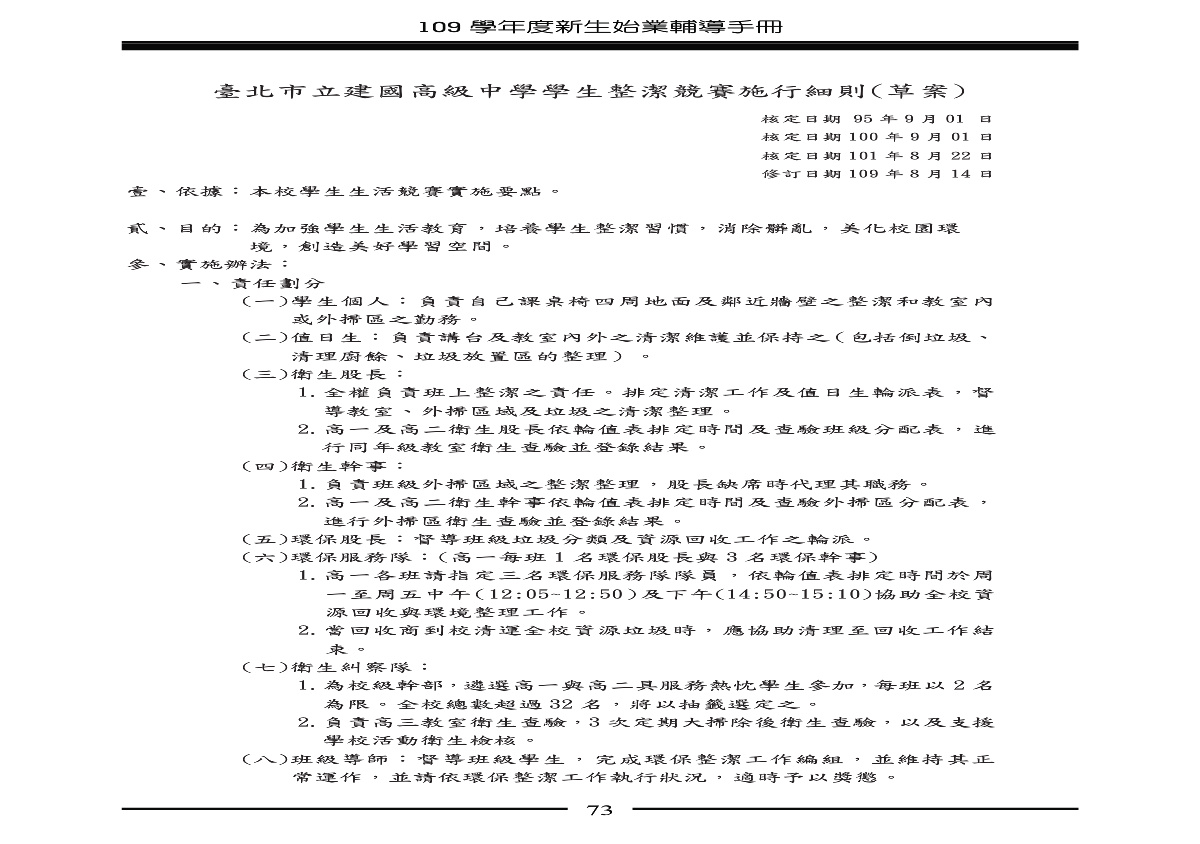 109 學年度新生始業輔導手冊
臺北市立建國高級中學學生整潔競賽施行細則(草案)
核定日期 95 年 9 月 01 日
核定日期 100 年 9 月 01 日
核定日期 101 年 8 月 22 日
修訂日期 109 年 8 月 14 日
壹、依據：本校學生生活競賽實施要點。
貳、目的：為加強學生生活教育，培養學生整潔習慣，消除髒亂，美化校園環
境，創造美好學習空間。
參、實施辦法：
一、責任劃分
(一)學生個人：負責自己課桌椅四周地面及鄰近牆壁之整潔和教室內
或外掃區之勤務。
(二)值日生：負責講台及教室內外之清潔維護並保持之(包括倒垃圾、
清理廚餘、垃圾放置區的整理) 。
(三)衛生股長：
1. 全權負責班上整潔之責任。排定清潔工作及值日生輪派表，督
導教室、外掃區域及垃圾之清潔整理。
2. 高一及高二衛生股長依輪值表排定時間及查驗班級分配表，進
行同年級教室衛生查驗並登錄結果。
(四)衛生幹事：
1. 負責班級外掃區域之整潔整理，股長缺席時代理其職務。
2. 高一及高二衛生幹事依輪值表排定時間及查驗外掃區分配表，
進行外掃區衛生查驗並登錄結果。
(五)環保股長：督導班級垃圾分類及資源回收工作之輪派。
(六)環保服務隊：(高一每班 1 名環保股長與 3 名環保幹事)
1. 高一各班請指定三名環保服務隊隊員，依輪值表排定時間於周
一至周五中午(12:05~12:50)及下午(14:50~15:10)協助全校資
源回收與環境整理工作。
2. 當回收商到校清運全校資源垃圾時，應協助清理至回收工作結
束。
(七)衛生糾察隊：
1. 為校級幹部，遴選高一與高二具服務熱忱學生參加，每班以 2 名
為限。全校總數超過 32 名，將以抽籤選定之。
2. 負責高三教室衛生查驗，3 次定期大掃除後衛生查驗，以及支援
學校活動衛生檢核。
(八)班級導師：督導班級學生，完成環保整潔工作編組，並維持其正
常運作，並請依環保整潔工作執行狀況，適時予以獎懲。
73